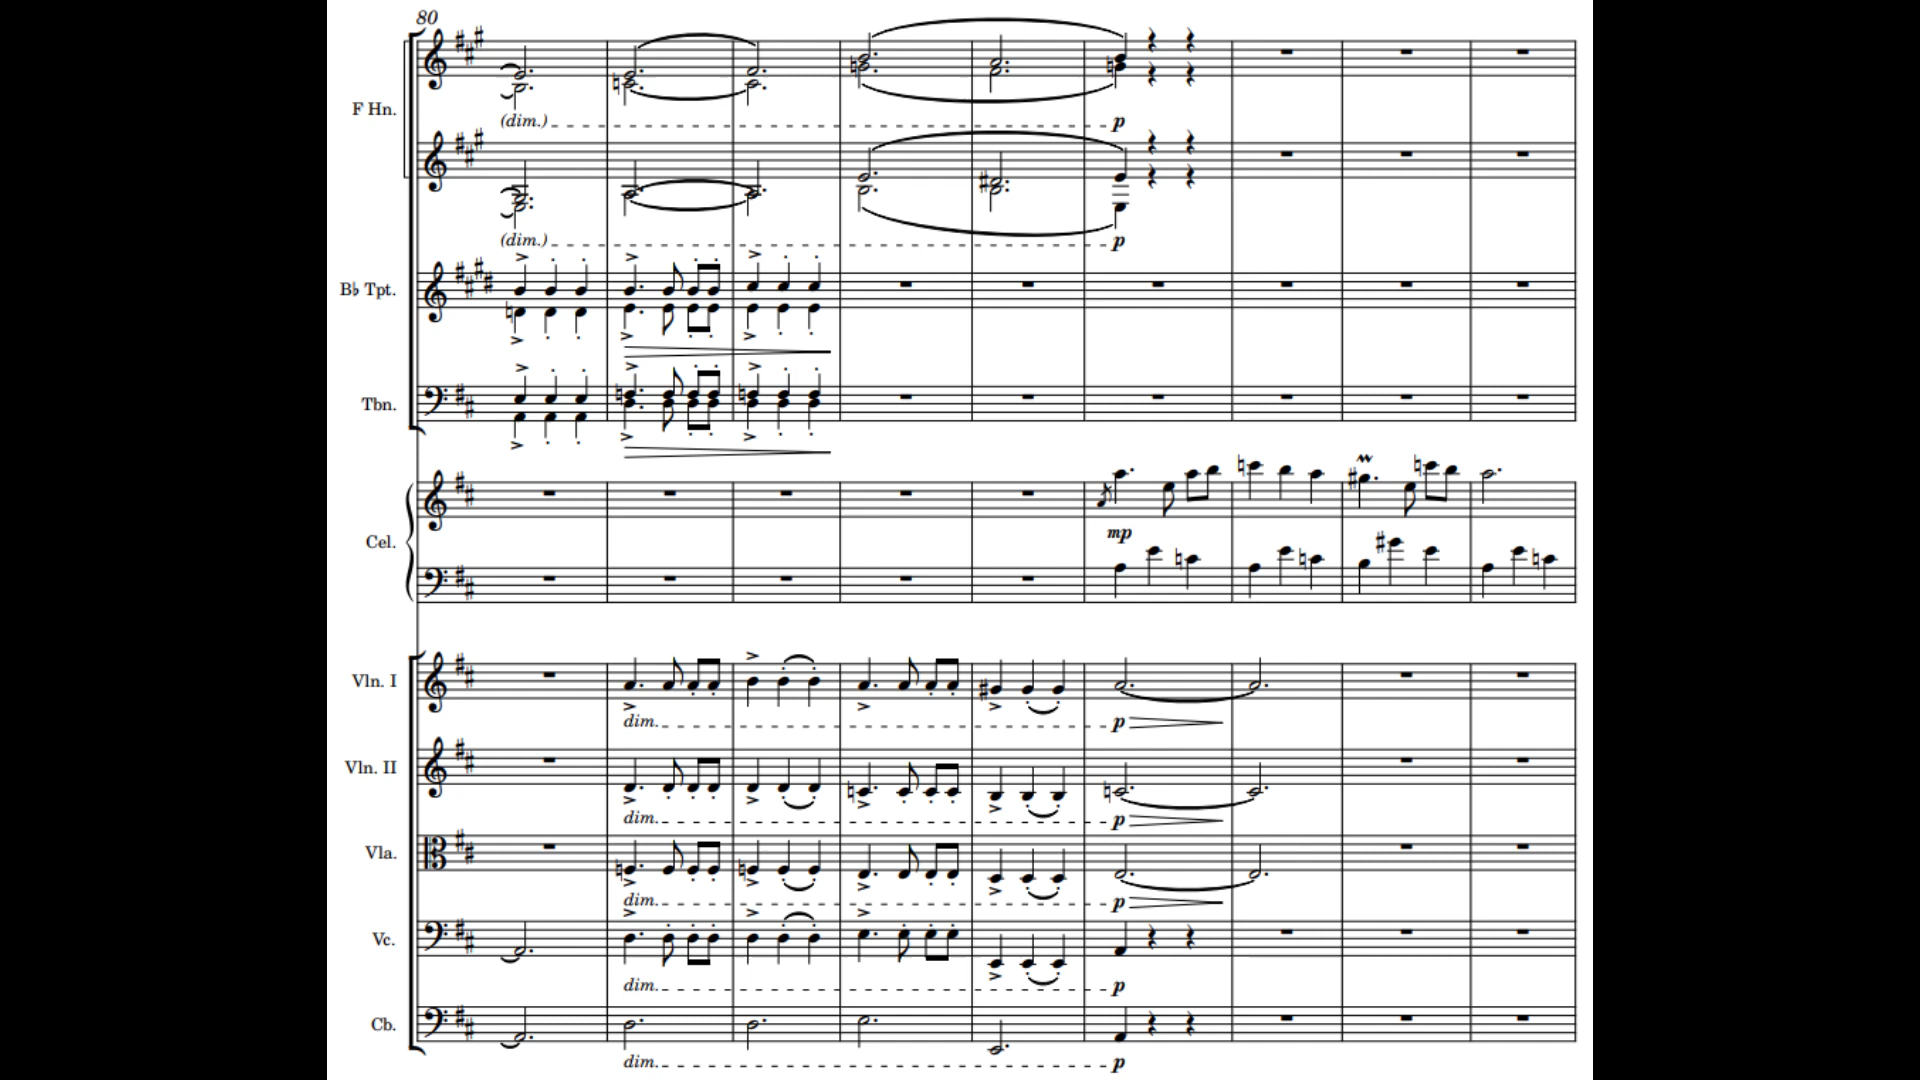 80
F Hn.
(dim.) p
(dim.) p
B♭ Tpt.
Tbn.
Cel.
mp
Vln. I
dim. p
Vln. II
dim. p
Vla.
dim. p
Vc.
dim. p
Cb.
dim. p